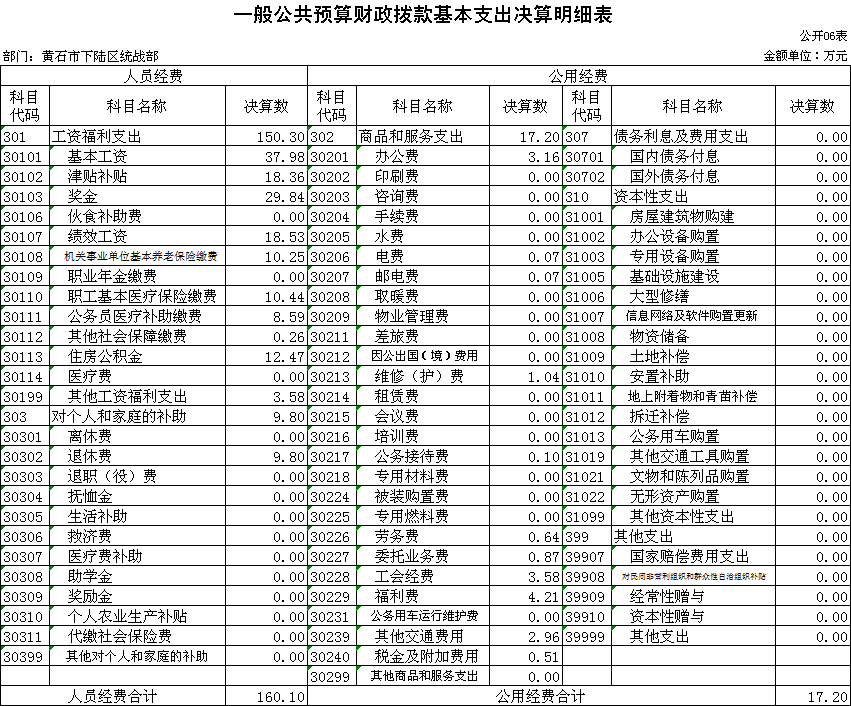 一般公共预算财政拨款基本支出决算明细表
公开06表
部门：黄石市下陆区统战部 金额单位：万元
人员经费 公用经费
科目代码 科目名称 决算数 科目代码 科目名称 决算数 科目代码 科目名称 决算数
301 工资福利支出 150.30 302 商品和服务支出 17.20 307 债务利息及费用支出 0.00
30101 基本工资 37.98 30201 办公费 3.16 30701 国内债务付息 0.00
30102 津贴补贴 18.36 30202 印刷费 0.00 30702 国外债务付息 0.00
30103 奖金 29.84 30203 咨询费 0.00 310 资本性支出 0.00
30106 伙食补助费 0.00 30204 手续费 0.00 31001 房屋建筑物购建 0.00
30107 绩效工资 18.53 30205 水费 0.00 31002 办公设备购置 0.00
30108 机关事业单位基本养老保险缴费 10.25 30206 电费 0.07 31003 专用设备购置 0.00
30109 职业年金缴费 0.00 30207 邮电费 0.07 31005 基础设施建设 0.00
30110 职工基本医疗保险缴费 10.44 30208 取暖费 0.00 31006 大型修缮 0.00
30111 公务员医疗补助缴费 8.59 30209 物业管理费 0.00 31007 信息网络及软件购置更新 0.00
30112 其他社会保障缴费 0.26 30211 差旅费 0.00 31008 物资储备 0.00
30113 住房公积金 12.47 30212 因公出国（境）费用 0.00 31009 土地补偿 0.00
30114 医疗费 0.00 30213 维修（护）费 1.04 31010 安置补助 0.00
30199 其他工资福利支出 3.58 30214 租赁费 0.00 31011 地上附着物和青苗补偿 0.00
303 对个人和家庭的补助 9.80 30215 会议费 0.00 31012 拆迁补偿 0.00
30301 离休费 0.00 30216 培训费 0.00 31013 公务用车购置 0.00
30302 退休费 9.80 30217 公务接待费 0.10 31019 其他交通工具购置 0.00
30303 退职（役）费 0.00 30218 专用材料费 0.00 31021 文物和陈列品购置 0.00
30304 抚恤金 0.00 30224 被装购置费 0.00 31022 无形资产购置 0.00
30305 生活补助 0.00 30225 专用燃料费 0.00 31099 其他资本性支出 0.00
30306 救济费 0.00 30226 劳务费 0.64 399 其他支出 0.00
30307 医疗费补助 0.00 30227 委托业务费 0.87 39907 国家赔偿费用支出 0.00
30308 助学金 0.00 30228 工会经费 3.58 39908 对民间非营利组织和群众性自治组织补贴 0.00
30309 奖励金 0.00 30229 福利费 4.21 39909 经常性赠与 0.00
30310 个人农业生产补贴 0.00 30231 公务用车运行维护费 0.00 39910 资本性赠与 0.00
30311 代缴社会保险费 0.00 30239 其他交通费用 2.96 39999 其他支出 0.00
30399 其他对个人和家庭的补助 0.00 30240 税金及附加费用 0.51
30299 其他商品和服务支出 0.00
人员经费合计 160.10 公用经费合计 17.20